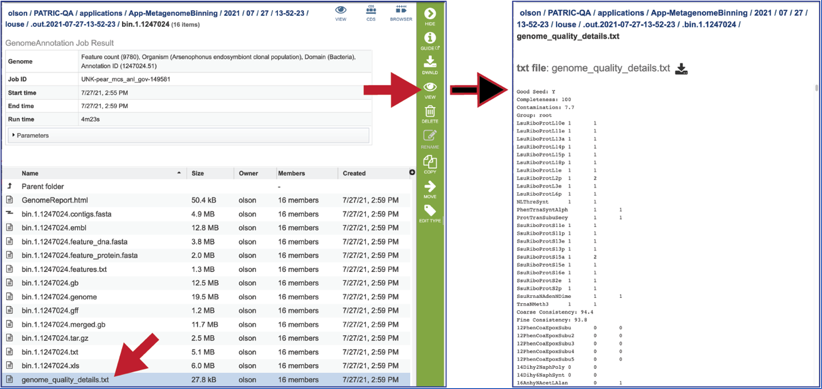 olson / PATRIC-QA / applications / App-MetagenomeBinning / 2021 / 07 / 27 / 13-52-23 /
louse / .out.2021-07-27-13-52-23 / bin.1.1247024 (16 items)
VIEW
CDS
BROWSER
GenomeAnnotation Job Result
Genome
Feature count (9780), Organism (Arsenophonus endosymbiont clonal population), Domain (Bacteria),
Annotation ID (1247024.51)
Job ID
UNK-pear_mcs_anl_gov-149581
Start time
7/27/21, 2:55 PM
End time
7/27/21, 2:59 PM
Run time
4m23s
Parameters
Name Size Owner Members Created
Parent folder -
GenomeReport.html 50.4 kB olson 16 members 7/27/21, 2:59 PM
bin.1.1247024.contigs.fasta 4.9 MB olson 16 members 7/27/21, 2:59 PM
bin.1.1247024.embl 12.8 MB olson 16 members 7/27/21, 2:59 PM
bin.1.1247024.feature_dna.fasta 3.8 MB olson 16 members 7/27/21, 2:59 PM
bin.1.1247024.feature_protein.fasta 2.0 MB olson 16 members 7/27/21, 2:59 PM
bin.1.1247024.features.txt 1.3 MB olson 16 members 7/27/21, 2:59 PM
bin.1.1247024.gb 12.5 MB olson 16 members 7/27/21, 2:59 PM
bin.1.1247024.genome 19.5 MB olson 16 members 7/27/21, 2:59 PM
bin.1.1247024.gff 1.2 MB olson 16 members 7/27/21, 2:59 PM
bin.1.1247024.merged.gb 11.7 MB olson 16 members 7/27/21, 2:59 PM
bin.1.1247024.tar.gz 2.5 MB olson 16 members 7/27/21, 2:59 PM
bin.1.1247024.txt 5.1 MB olson 16 members 7/27/21, 2:59 PM
bin.1.1247024.xls 6.0 MB olson 16 members 7/27/21, 2:59 PM
genome_quality_details.txt 27.8 kB olson 16 members 7/27/21, 2:59 PM
HIDE
GUIDE
DWNLD
VIEW
DELETE
RENAME
COPY
MOVE
EDIT TYPE
olson / PATRIC-QA / applications / App-MetagenomeBinning / 2021 / 07 / 27 /
13-52-23 / louse / .out.2021-07-27-13-52-23 / .bin.1.1247024 /
genome_quality_details.txt
txt file: genome_quality_details.txt
Good Seed: Y
Completeness: 100
Contamination: 7.7
Group: root
LsuRiboProtL10e 1 1
LsuRiboProtL11e 1 1
LsuRiboProtL13a 1 1
LsuRiboProtL14p 1 1
LsuRiboProtL15p 1 1
LsuRiboProtL18p 1 1
LsuRiboProtL1e 1 1
LsuRiboProtL2p 1 2
LsuRiboProtL3e 1 1
LsuRiboProtL6p 1 1
MLThreSynt 1 1
PhenTrnaSyntAlph 1 1
ProtTranSubuSecy 1 1
SsuRiboProtS11e 1 1
SsuRiboProtS11p 1 1
SsuRiboProtS13e 1 1
SsuRiboProtS13p 1 1
SsuRiboProtS15a 1 2
SsuRiboProtS15e 1 1
SsuRiboProtS16e 1 1
SsuRiboProtS2e 1 1
SsuRiboProtS2p 1 1
SsuRrnaNAdenNDime 1 1
TrnaNMeth3 1 1
Coarse Consistency: 94.4
Fine Consistency: 93.8
12PhenCoaEpoxSubu 0 0
12PhenCoaEpoxSubu2 0 0
12PhenCoaEpoxSubu3 0 0
12PhenCoaEpoxSubu4 0 0
12PhenCoaEpoxSubu5 0 0
14Dihy2NaphPoly 0 0
14Dihy6NaphSynt 0 0
16AnhyNAcetLAlan 1